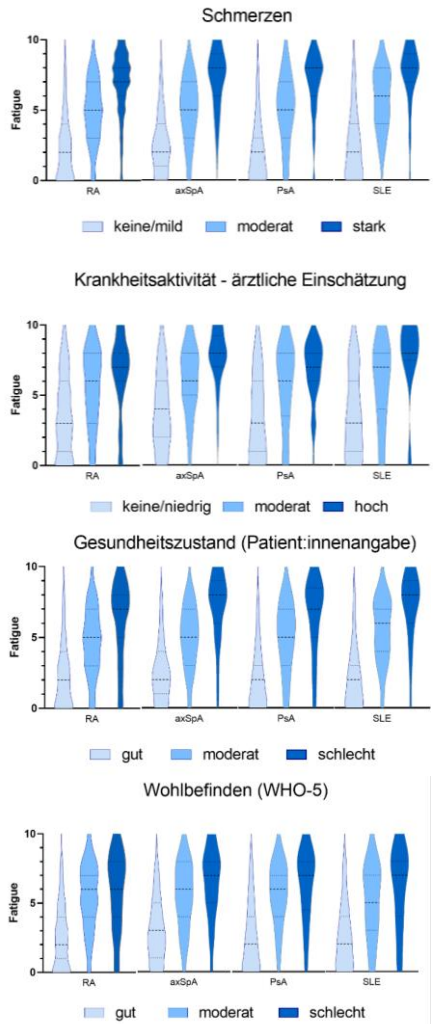 Schmerzen
10
5
0
Fatigue
RA axSpA PsA SLE
keine/mild moderat stark
Krankheitsaktivität - ärztliche Einschätzung
10
5
0
Fatigue
RA axSpA PsA SLE
keine/niedrig moderat hoch
Gesundheitszustand (Patient:innenangabe)
10
5
0
Fatigue
RA axSpA PsA SLE
gut moderat schlecht
Wohlbefinden (WHO-5)
10
5
0
Fatigue
RA axSpA PsA SLE
gut moderat schlecht